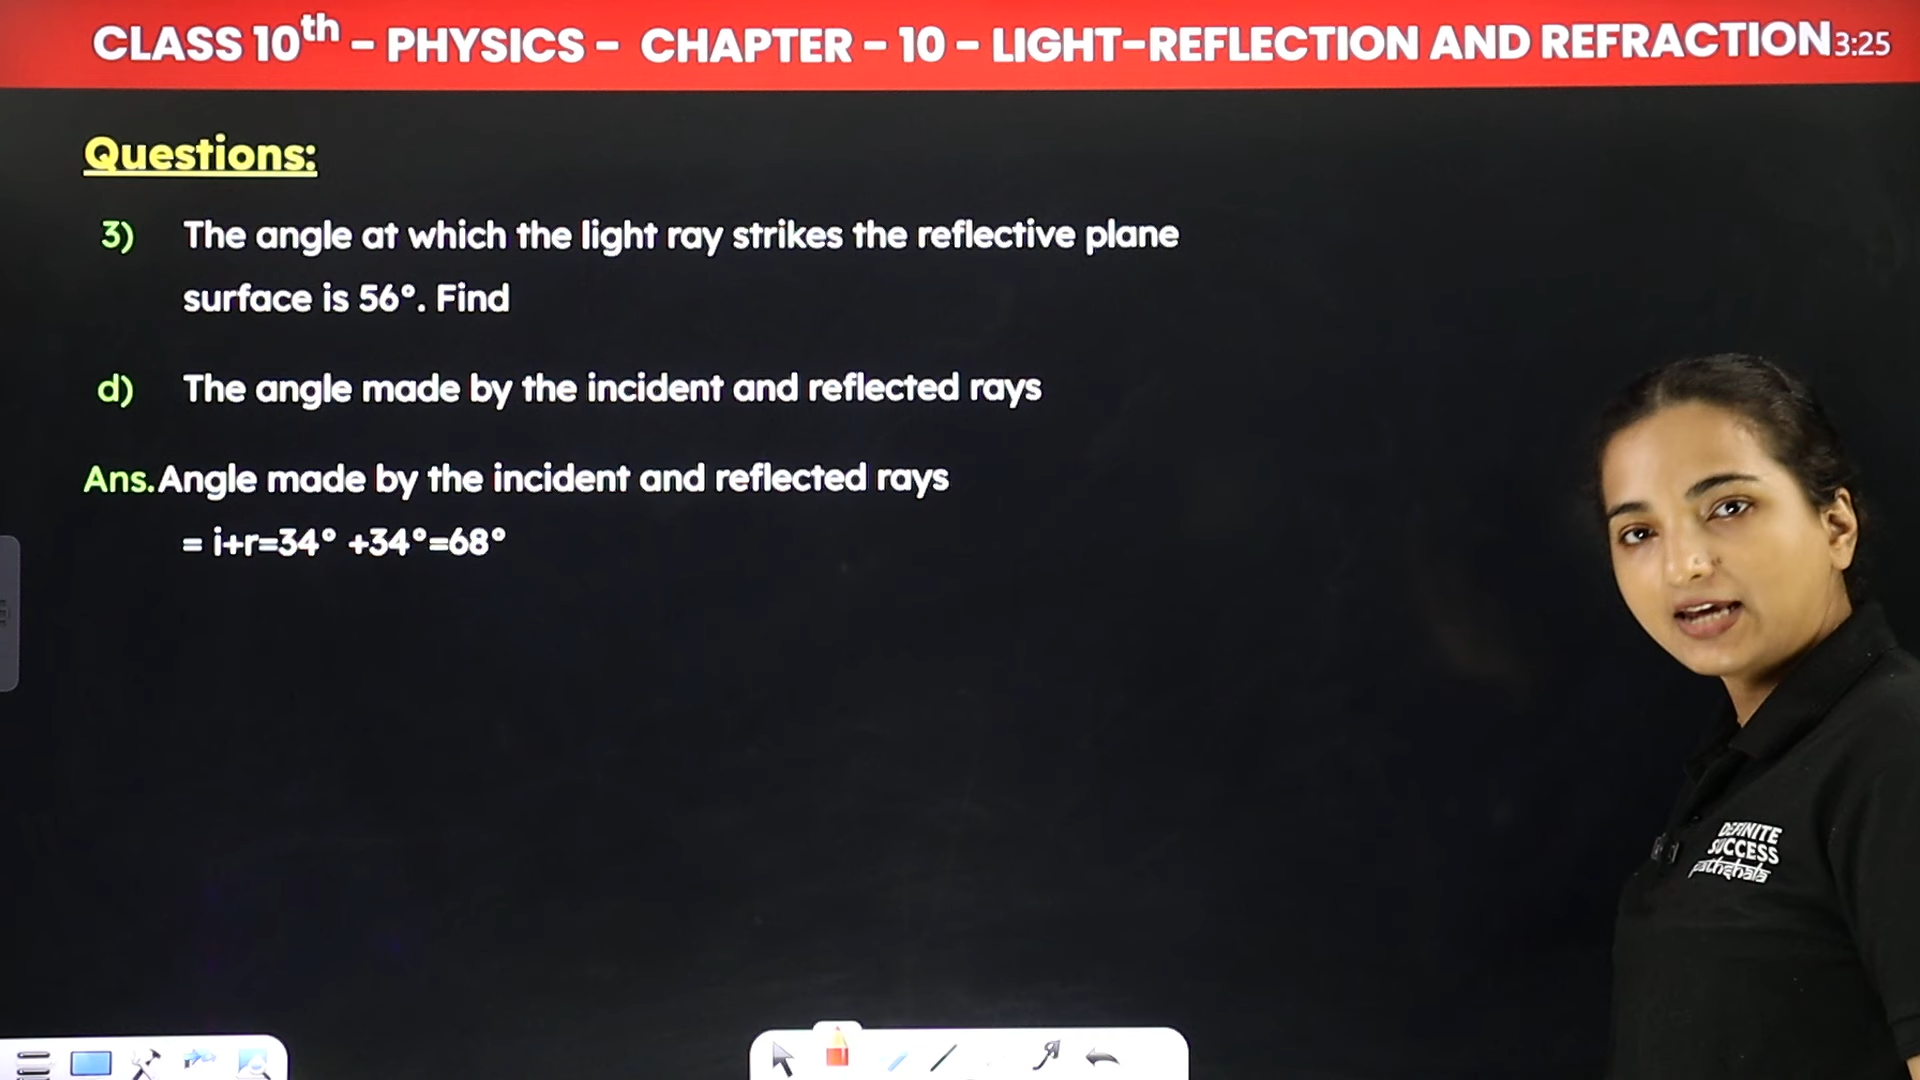 CLASS 10th - PHYSICS - CHAPTER - 10 - LIGHT-REFLECTION AND REFRACTION
3:25
Questions:
3) The angle at which the light ray strikes the reflective plane
surface is 56°. Find
d) The angle made by the incident and reflected rays
Ans. Angle made by the incident and reflected rays
= i+r=34° +34°=68°
DEFINITE
SUCCESS
Pathshala